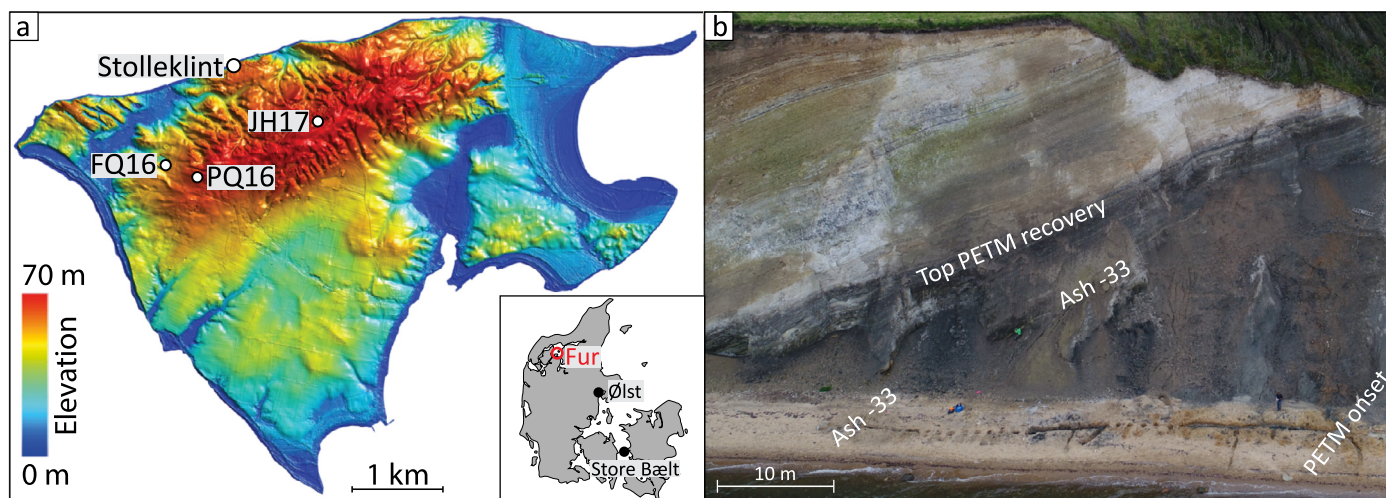 a
Stolleklint
JH17
FQ16
PQ16
70 m
Elevation
0 m
1 km
Fur
Ølst
Store Bælt
b
Top PETM recovery
Ash -33
Ash -33
PETM onset
10 m